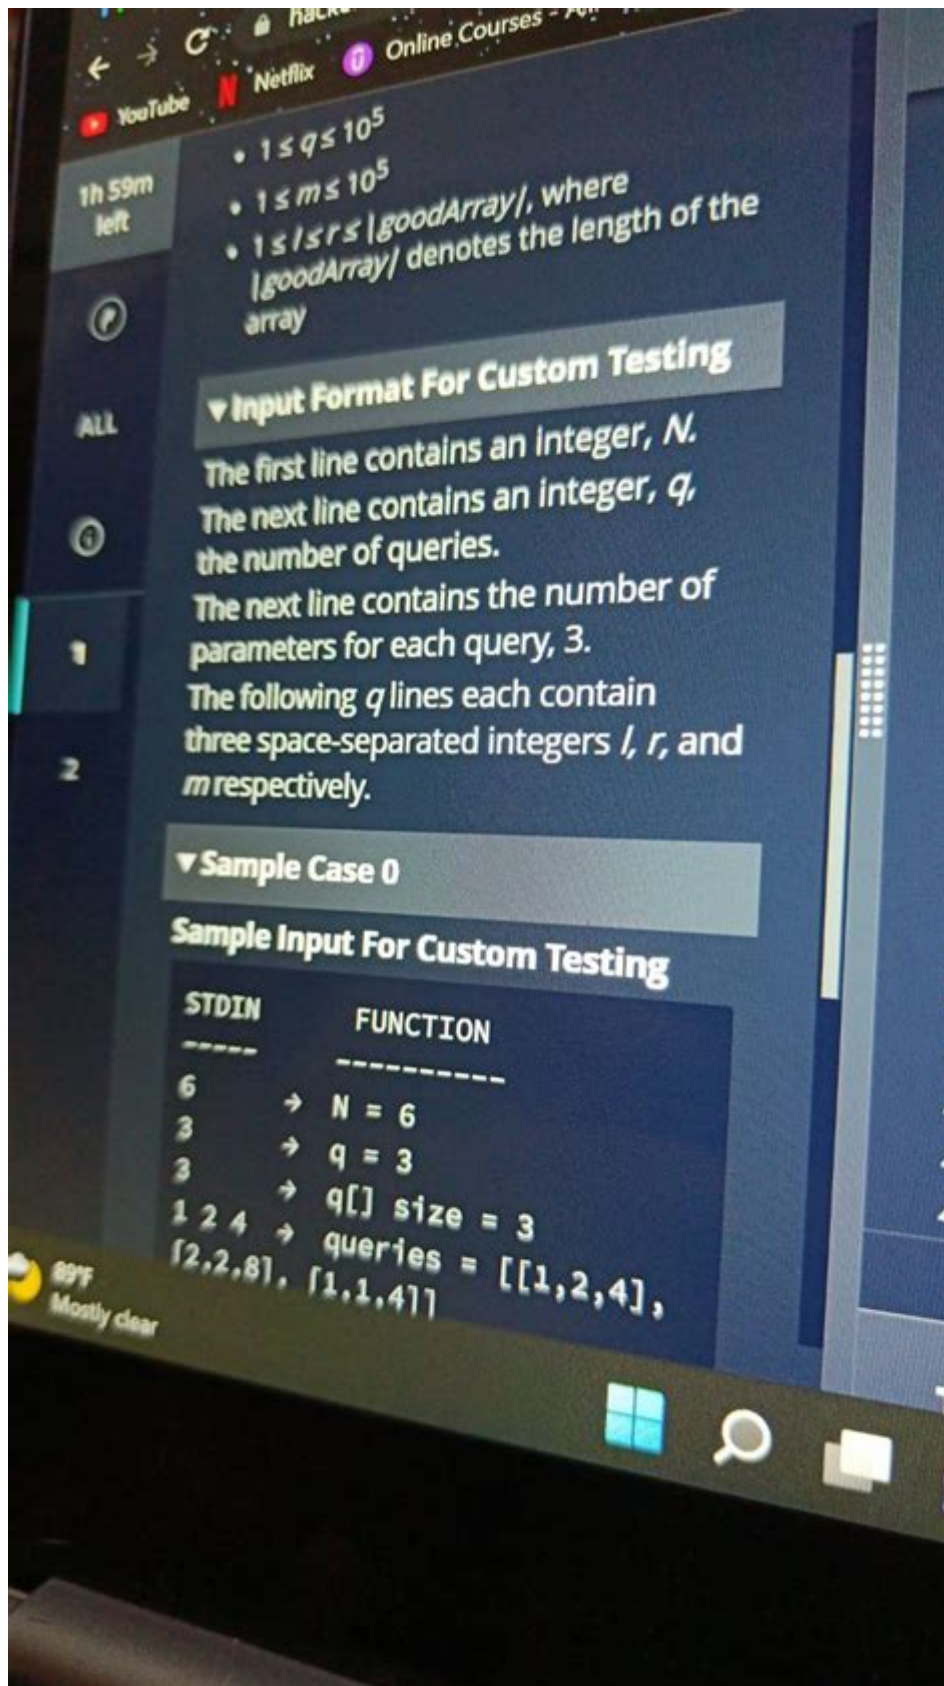 Online Courses -
Netflix
YouTube
1h 59m
left
• 1 ≤ q ≤ 10⁵
• 1 ≤ m ≤ 10⁵
• 1 ≤ l ≤ r ≤ |goodArray|, where
|goodArray| denotes the length of the
array
ALL
▼ Input Format For Custom Testing
The first line contains an integer, N.
The next line contains an integer, q,
the number of queries.
The next line contains the number of
parameters for each query, 3.
The following q lines each contain
three space-separated integers l, r, and
m respectively.
1
2
▼ Sample Case 0
Sample Input For Custom Testing
STDIN FUNCTION
----- ----------
6 → N = 6
3 → q = 3
3 → q[] size = 3
1 2 4 → queries = [[1,2,4],
[2,2,8], [1,1,4]]
89°F
Mostly clear